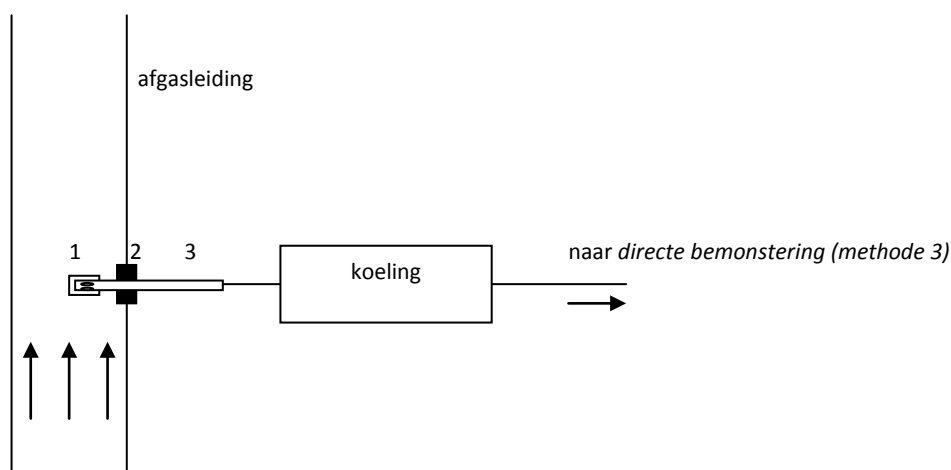 afgasleiding
1 2 3
koeling
naar directe bemonstering (methode 3)